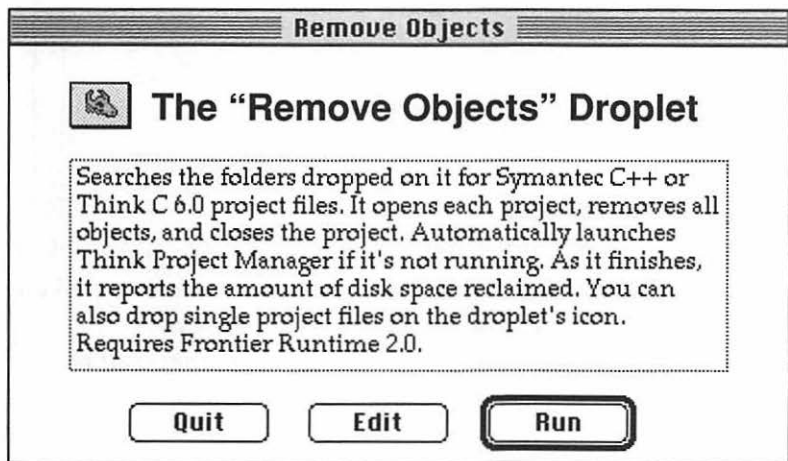 Remove Objects
The “Remove Objects” Droplet
Searches the folders dropped on it for Symantec C++ or
Think C 6.0 project files. It opens each project, removes all
objects, and closes the project. Automatically launches
Think Project Manager if it's not running. As it finishes,
it reports the amount of disk space reclaimed. You can
also drop single project files on the droplet's icon.
Requires Frontier Runtime 2.0.
Quit Edit Run